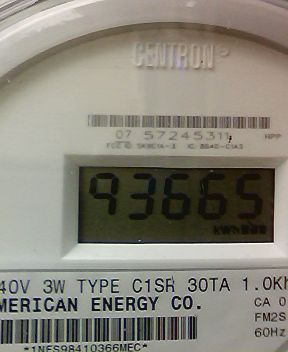 CENTRON
07 57245311
93665
kWh
40V 3W TYPE C1SR 30TA 1.0Kh
MERICAN ENERGY CO.
CA 0
FM2S
60Hz
*1NFS98410366MEC*